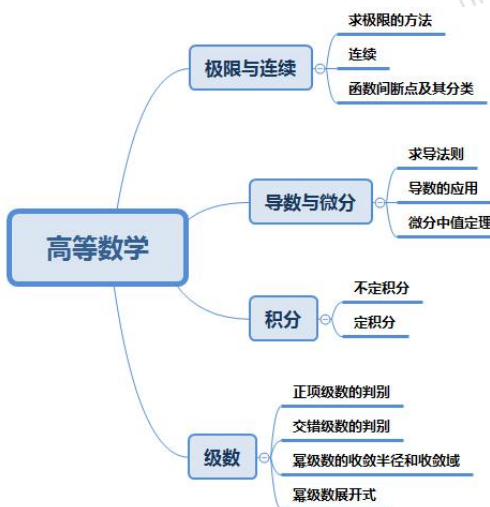 高等数学
极限与连续
求极限的方法
连续
函数间断点及其分类
导数与微分
求导法则
导数的应用
微分中值定理
积分
不定积分
定积分
级数
正项级数的判别
交错级数的判别
幂级数的收敛半径和收敛域
幂级数展开式